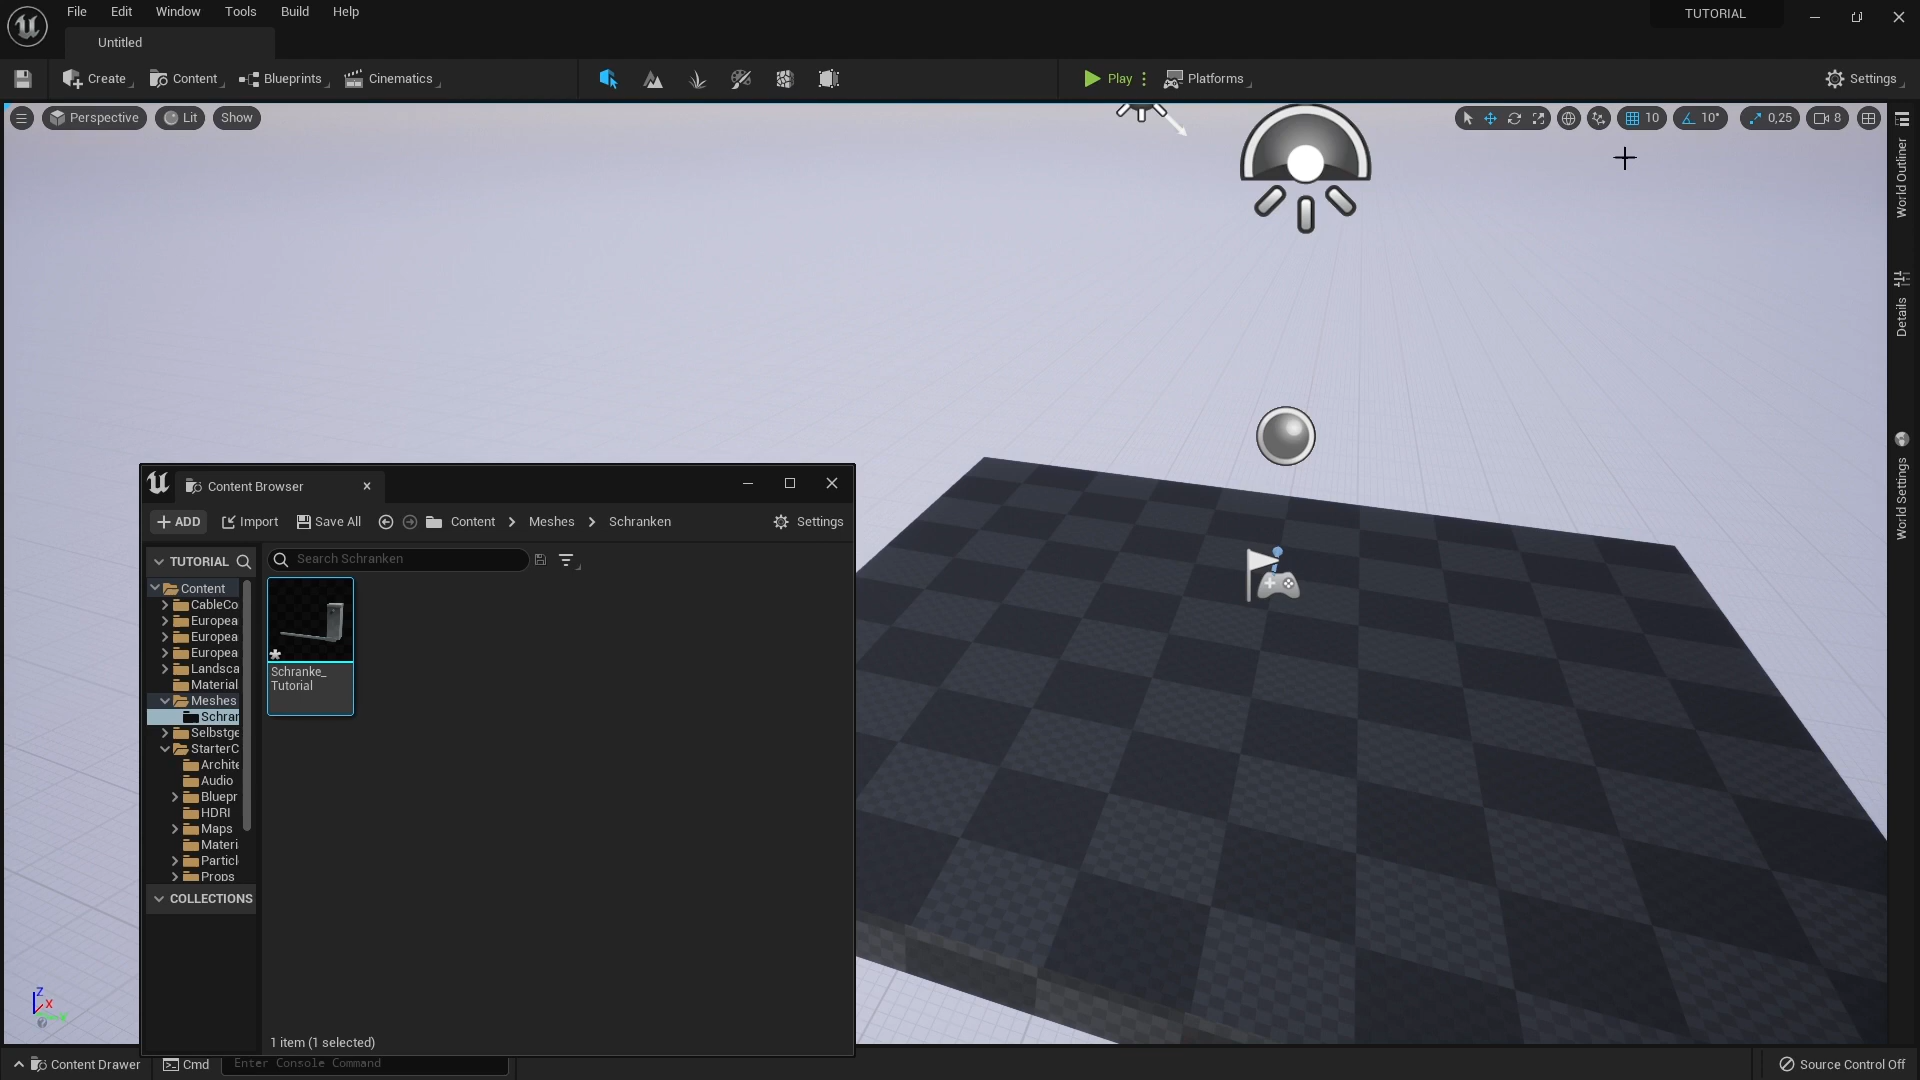 File Edit Window Tools Build Help
TUTORIAL
Untitled
Create Content Blueprints Cinematics
Play Platforms
Settings
Perspective Lit Show
10 10° 0,25 8
World Outliner
Details
World Settings
Content Browser
ADD Import Save All Content Meshes Schranken Settings
TUTORIAL
Search Schranken
Content
CableCo
Europea
Europea
Europea
Landsca
Material
Meshes
Schran
Selbstge
StarterC
Archite
Audio
Bluepr
HDRI
Maps
Materi
Particl
Props
COLLECTIONS
Schranke_
Tutorial
1 item (1 selected)
Z
X
Content Drawer Cmd Enter Console Command
Source Control Off